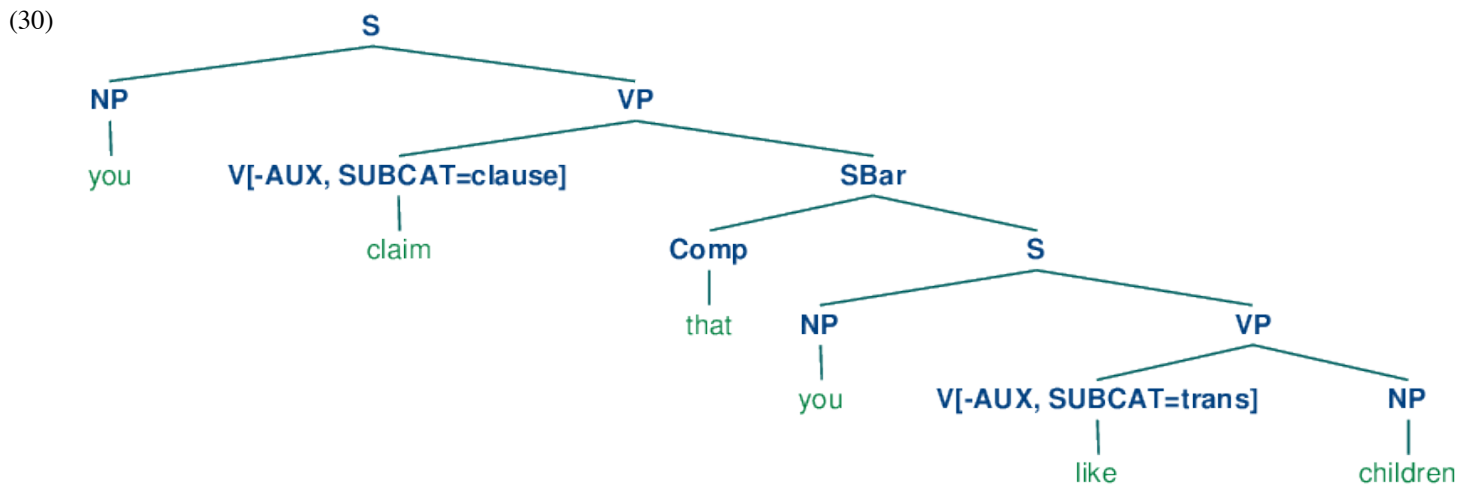 (30)
S
NP VP
you V[-AUX, SUBCAT=clause] SBar
claim Comp S
that NP VP
you V[-AUX, SUBCAT=trans] NP
like children